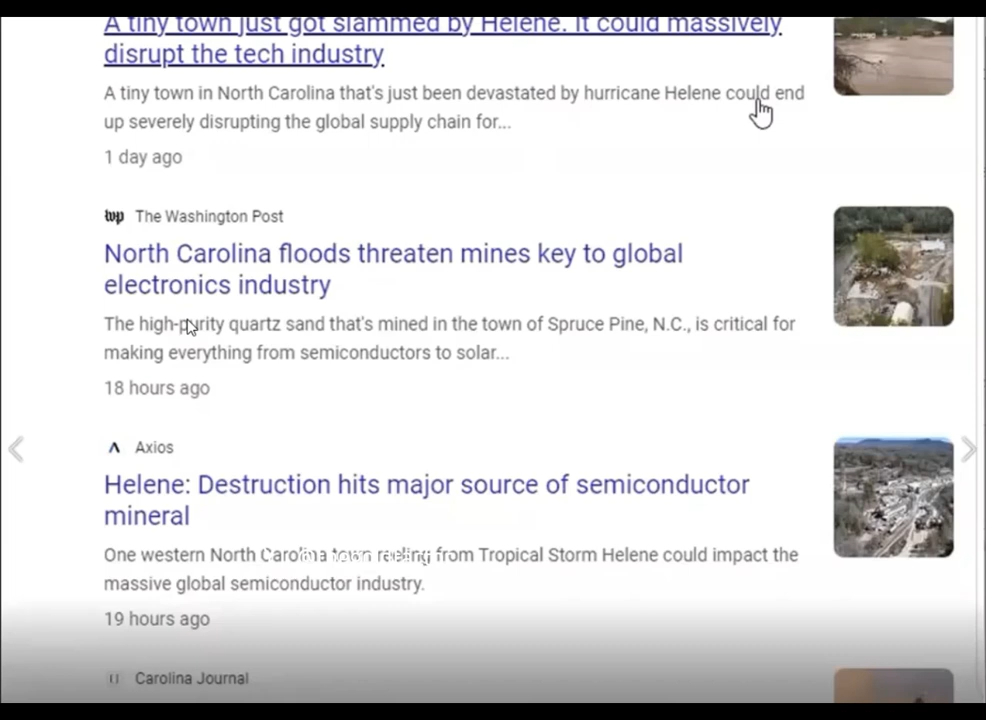 A tiny town just got slammed by Helene. It could massively
disrupt the tech industry
A tiny town in North Carolina that's just been devastated by hurricane Helene could end
up severely disrupting the global supply chain for...
1 day ago
wp The Washington Post
North Carolina floods threaten mines key to global
electronics industry
The high-purity quartz sand that's mined in the town of Spruce Pine, N.C., is critical for
making everything from semiconductors to solar...
18 hours ago
Axios
Helene: Destruction hits major source of semiconductor
mineral
One western North from Tropical Storm Helene could impact the
massive global semiconductor industry.
19 hours ago
Carolina Journal